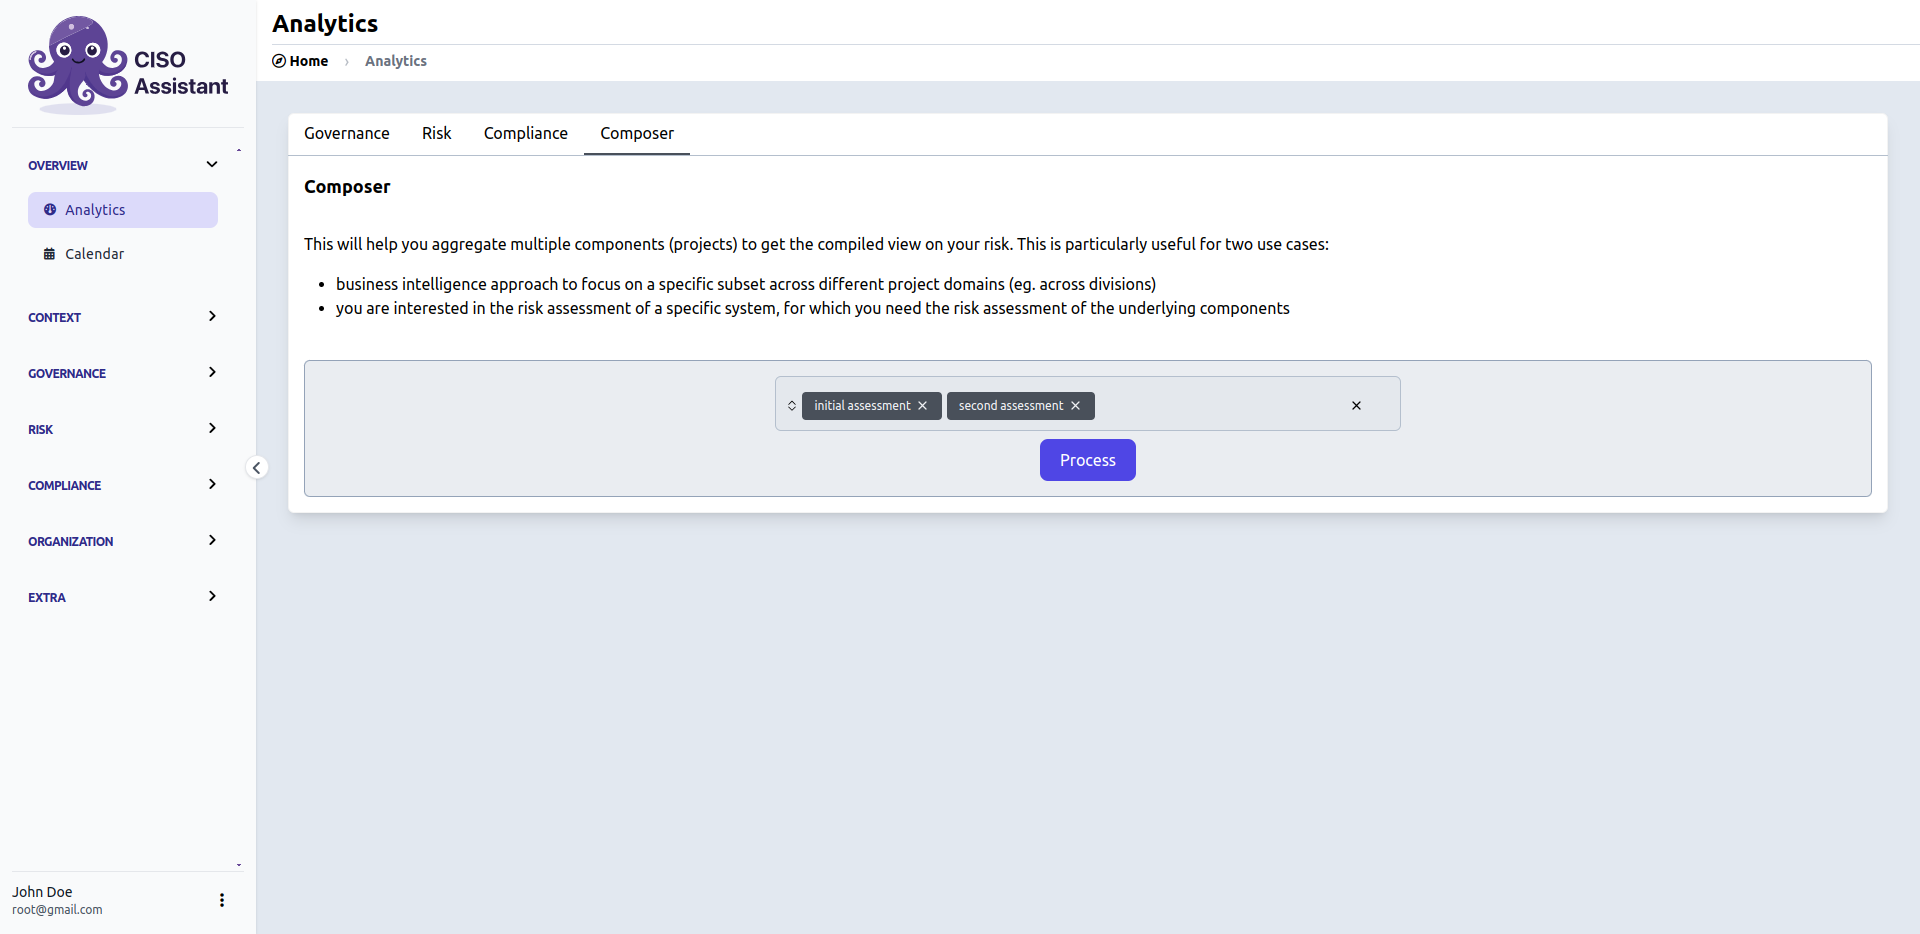 CISO
Assistant
OVERVIEW
Analytics
Calendar
CONTEXT
GOVERNANCE
RISK
COMPLIANCE
ORGANIZATION
EXTRA
John Doe
root@gmail.com
Analytics
Home › Analytics
Governance Risk Compliance Composer
Composer
This will help you aggregate multiple components (projects) to get the compiled view on your risk. This is particularly useful for two use cases:
• business intelligence approach to focus on a specific subset across different project domains (eg. across divisions)
• you are interested in the risk assessment of a specific system, for which you need the risk assessment of the underlying components
initial assessment × second assessment × ×
Process